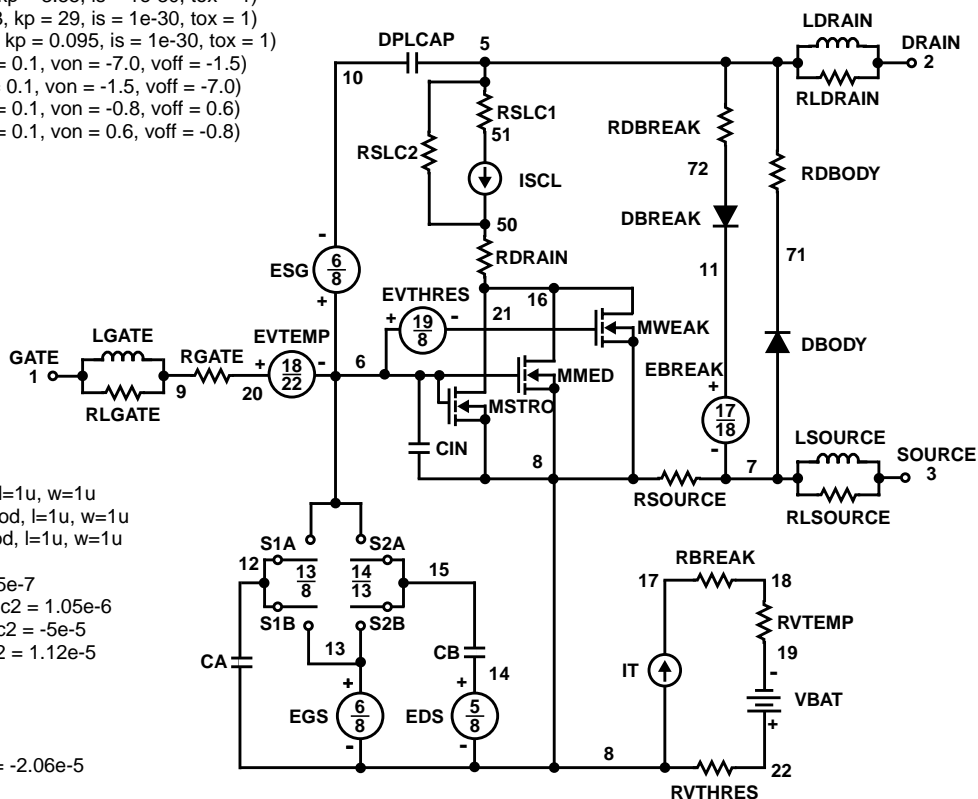 kp = 29, is = 1e-30, tox = 1)
kp = 0.095, is = 1e-30, tox = 1)
= 0.1, von = -7.0, voff = -1.5)
0.1, von = -1.5, voff = -7.0)
= 0.1, von = -0.8, voff = 0.6)
= 0.1, von = 0.6, voff = -0.8)
DPLCAP
5
10
LDRAIN
DRAIN
2
RLDRAIN
RSLC1
51
RSLC2
ISCL
50
RDRAIN
RDBREAK
72
RDBODY
DBREAK
71
11
-
ESG
6
8
+
EVTHRES
+
19
8
-
16
21
MWEAK
LGATE
GATE
1
RLGATE
9
RGATE
EVTEMP
20
+
18
22
-
6
MMED
MSTRO
EBREAK
+
17
18
-
DBODY
CIN
8
RSOURCE
7
LSOURCE
SOURCE
3
RLSOURCE
l=1u, w=1u
od, l=1u, w=1u
od, l=1u, w=1u
5e-7
c2 = 1.05e-6
c2 = -5e-5
2 = 1.12e-5
= -2.06e-5
S1A
S2A
12
13
8
14
13
15
S1B
S2B
13
CA
CB
14
+
EGS
6
8
-
+
EDS
5
8
-
8
RBREAK
17
18
RVTEMP
19
IT
-
VBAT
+
22
RVTHRES